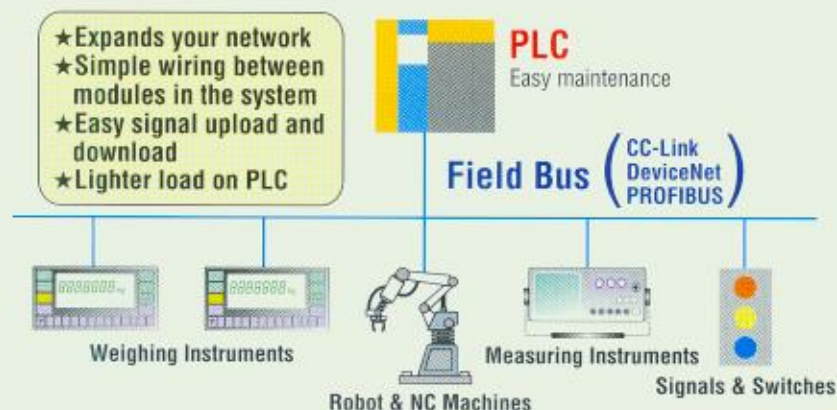 ★Expands your network
★Simple wiring between
modules in the system
★Easy signal upload and
download
★Lighter load on PLC
PLC
Easy maintenance
Field Bus
CC-Link
DeviceNet
PROFIBUS
Weighing Instruments
Robot & NC Machines
Measuring Instruments
Signals & Switches